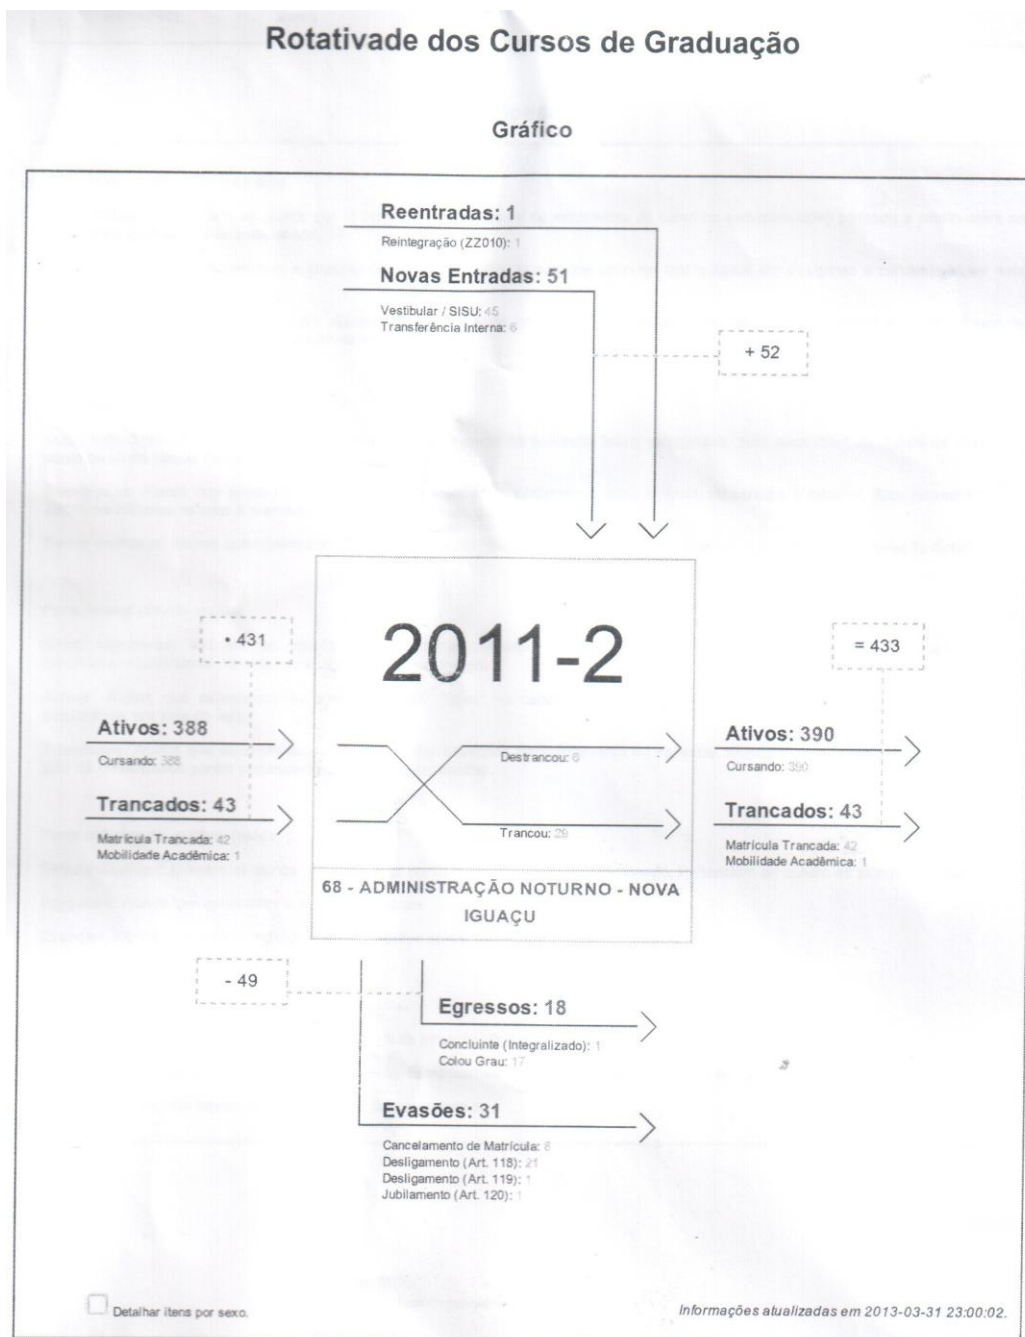 Rotativade dos Cursos de Graduação
Gráfico
Reentradas: 1
Reintegração (ZZ010): 1
Novas Entradas: 51
Vestibular / SISU: 45
Transferência Interna: 6
+ 52
• 431
2011-2
= 433
Ativos: 388
Cursando: 388
Destrancou: 6
Ativos: 390
Cursando: 390
Trancados: 43
Matrícula Trancada: 42
Mobilidade Acadêmica: 1
Trancou: 29
Trancados: 43
Matrícula Trancada: 42
Mobilidade Acadêmica: 1
68 - ADMINISTRAÇÃO NOTURNO - NOVA
IGUAÇU
- 49
Egressos: 18
Concluinte (Integralizado): 1
Colou Grau: 17
Evasões: 31
Cancelamento de Matrícula: 8
Desligamento (Art. 118): 21
Desligamento (Art. 119): 1
Jubilamento (Art. 120): 1
Detalhar itens por sexo.
Informações atualizadas em 2013-03-31 23:00:02.